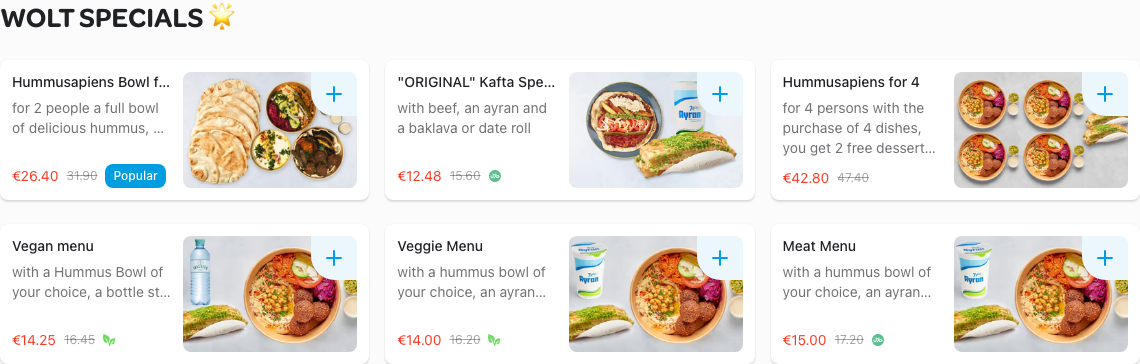 WOLT SPECIALS 🌟
Hummusapiens Bowl f...
for 2 people a full bowl
of delicious hummus, ...
€26.40 31.90 Popular
"ORIGINAL" Kafta Spe...
with beef, an ayran and
a baklava or date roll
€12.48 15.60
Ayran
Hummusapiens for 4
for 4 persons with the
purchase of 4 dishes,
you get 2 free dessert...
€42.80 47.40
Vegan menu
with a Hummus Bowl of
your choice, a bottle st...
€14.25 16.45
Veggie Menu
with a hummus bowl of
your choice, an ayran...
€14.00 16.20
Ayran
Meat Menu
with a hummus bowl of
your choice, an ayran...
€15.00 17.20
Ayran